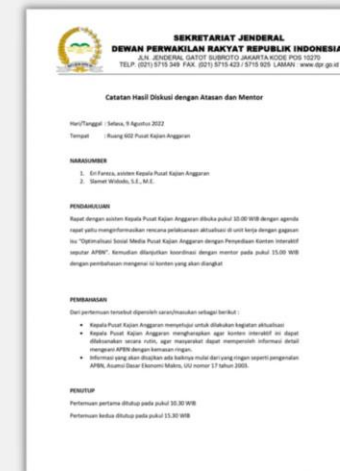 SEKRETARIAT JENDERAL
DEWAN PERWAKILAN RAKYAT REPUBLIK INDONESIA
JLN. JENDERAL GATOT SUBROTO JAKARTA KODE POS 10270
TELP. (021) 5715 349 FAX. (021) 5715 423 / 5715 925 LAMAN : www.dpr.go.id
Catatan Hasil Diskusi dengan Atasan dan Mentor
Hari/Tanggal : Selasa, 9 Agustus 2022
Tempat : Ruang 602 Pusat Kajian Anggaran
NARASUMBER
1. Eri Fareza, asisten Kepala Pusat Kajian Anggaran
2. Slamet Widodo, S.E., M.E.
PENDAHULUAN
Rapat dengan asisten Kepala Pusat Kajian Anggaran dibuka pukul 10.00 WIB dengan agenda
rapat yaitu menginformasikan rencana pelaksanaan aktualisasi di unit kerja dengan gagasan
isu "Optimalisasi Sosial Media Pusat Kajian Anggaran dengan Penyediaan Konten Interaktif
seputar APBN". Kemudian dilanjutkan koordinasi dengan mentor pada pukul 15.00 WIB
dengan pembahasan mengenai isi konten yang akan diangkat
PEMBAHASAN
Dari pertemuan tersebut diperoleh saran/masukan sebagai berikut :
• Kepala Pusat Kajian Anggaran menyetujui untuk dilakukan kegiatan aktualisasi
• Kepala Pusat Kajian Anggaran mengharapkan agar konten interaktif ini dapat
dilaksanakan secara rutin, agar masyarakat dapat memperoleh informasi detail
mengenai APBN dengan kemasan ringan.
• Informasi yang akan disajikan ada baiknya mulai dari yang ringan seperti pengenalan
APBN, Asumsi Dasar Ekonomi Makro, UU nomor 17 tahun 2003.
PENUTUP
Pertemuan pertama ditutup pada pukul 10.30 WIB
Pertemuan kedua ditutup pada pukul 15.30 WIB